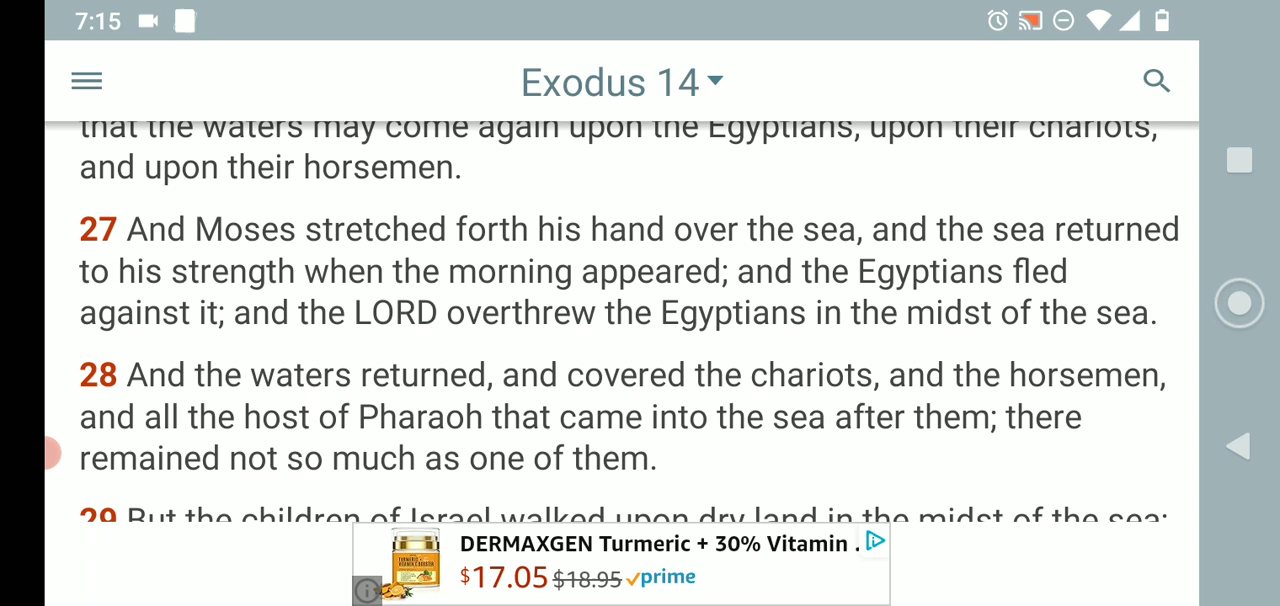 7:15
Exodus 14
that the waters may come again upon the Egyptians, upon their chariots,
and upon their horsemen.
27 And Moses stretched forth his hand over the sea, and the sea returned
to his strength when the morning appeared; and the Egyptians fled
against it; and the LORD overthrew the Egyptians in the midst of the sea.
28 And the waters returned, and covered the chariots, and the horsemen,
and all the host of Pharaoh that came into the sea after them; there
remained not so much as one of them.
29 But the children of Israel walked upon dry land in the midst of the sea;
DERMAXGEN Turmeric + 30% Vitamin .
$17.05 $18.95 prime